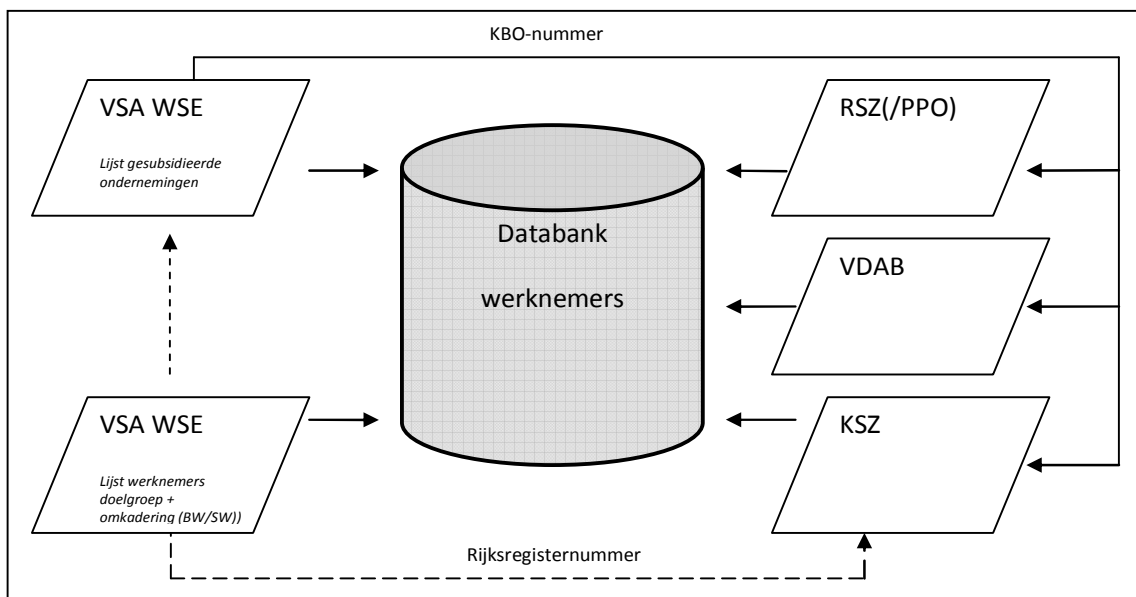 KBO-nummer
VSA WSE
Lijst gesubsidieerde
ondernemingen
RSZ(/PPO)
Databank
werknemers
VDAB
VSA WSE
Lijst werknemers
doelgroep +
omkadering (BW/SW))
KSZ
Rijksregisternummer